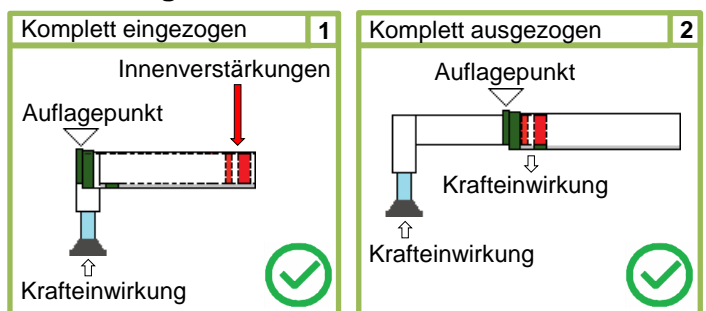 Komplett eingezogen 1
Innenverstärkungen
Auflagepunkt
Krafteinwirkung
Komplett ausgezogen 2
Auflagepunkt
Krafteinwirkung
Krafteinwirkung